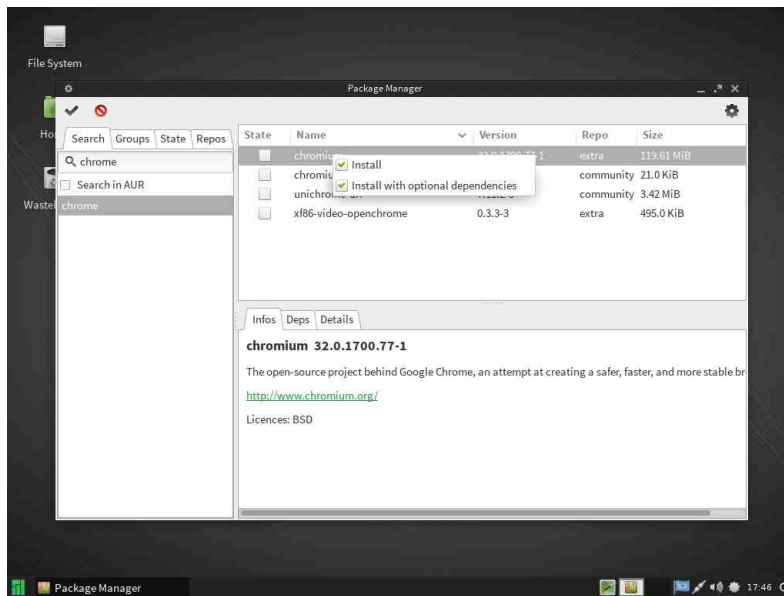 File System
Package Manager
Search Groups State Repos
chrome
Search in AUR
chrome
State Name Version Repo Size
extra 119.61 MiB
Install
community 21.0 KiB
Install with optional dependencies
community 3.42 MiB
xf86-video-openchrome 0.3.3-3 extra 495.0 KiB
Infos Deps Details
chromium 32.0.1700.77-1
The open-source project behind Google Chrome, an attempt at creating a safer, faster, and more stable br
http://www.chromium.org/
Licences: BSD
Package Manager
17:46